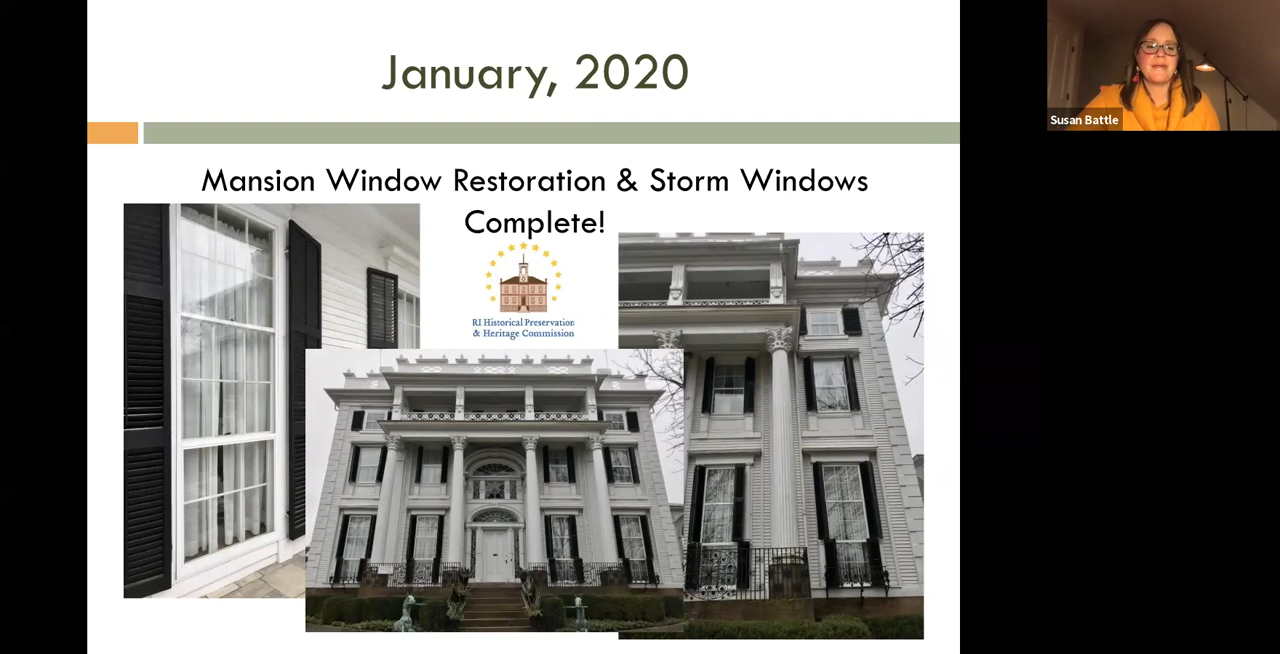 January, 2020
Susan Battle
Mansion Window Restoration & Storm Windows
Complete!
RI Historical Preservation
& Heritage Commission